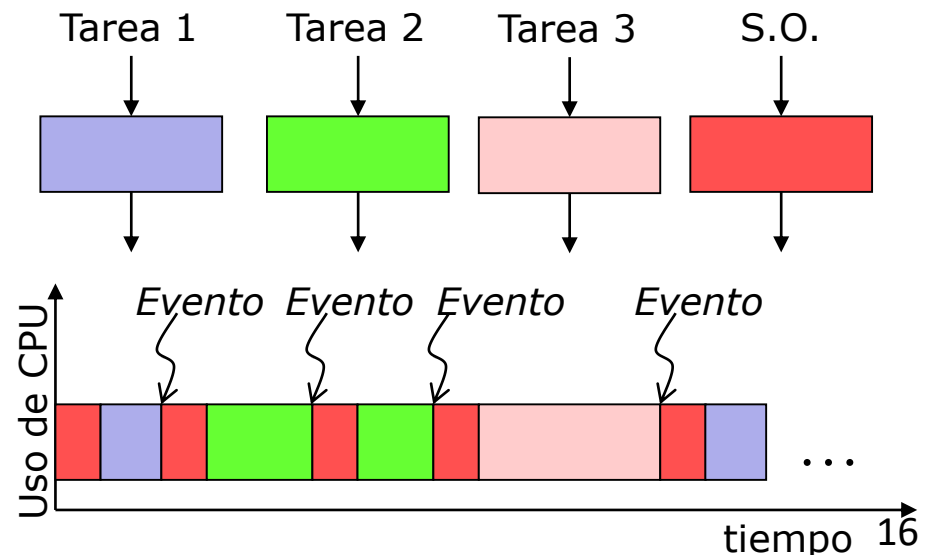 Tarea 1 Tarea 2 Tarea 3 S.O.
Evento Evento Evento Evento
Uso de CPU
...
tiempo 16